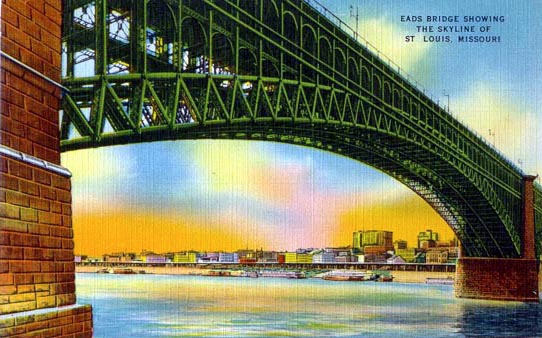 EADS BRIDGE SHOWING
THE SKYLINE OF
ST LOUIS, MISSOURI